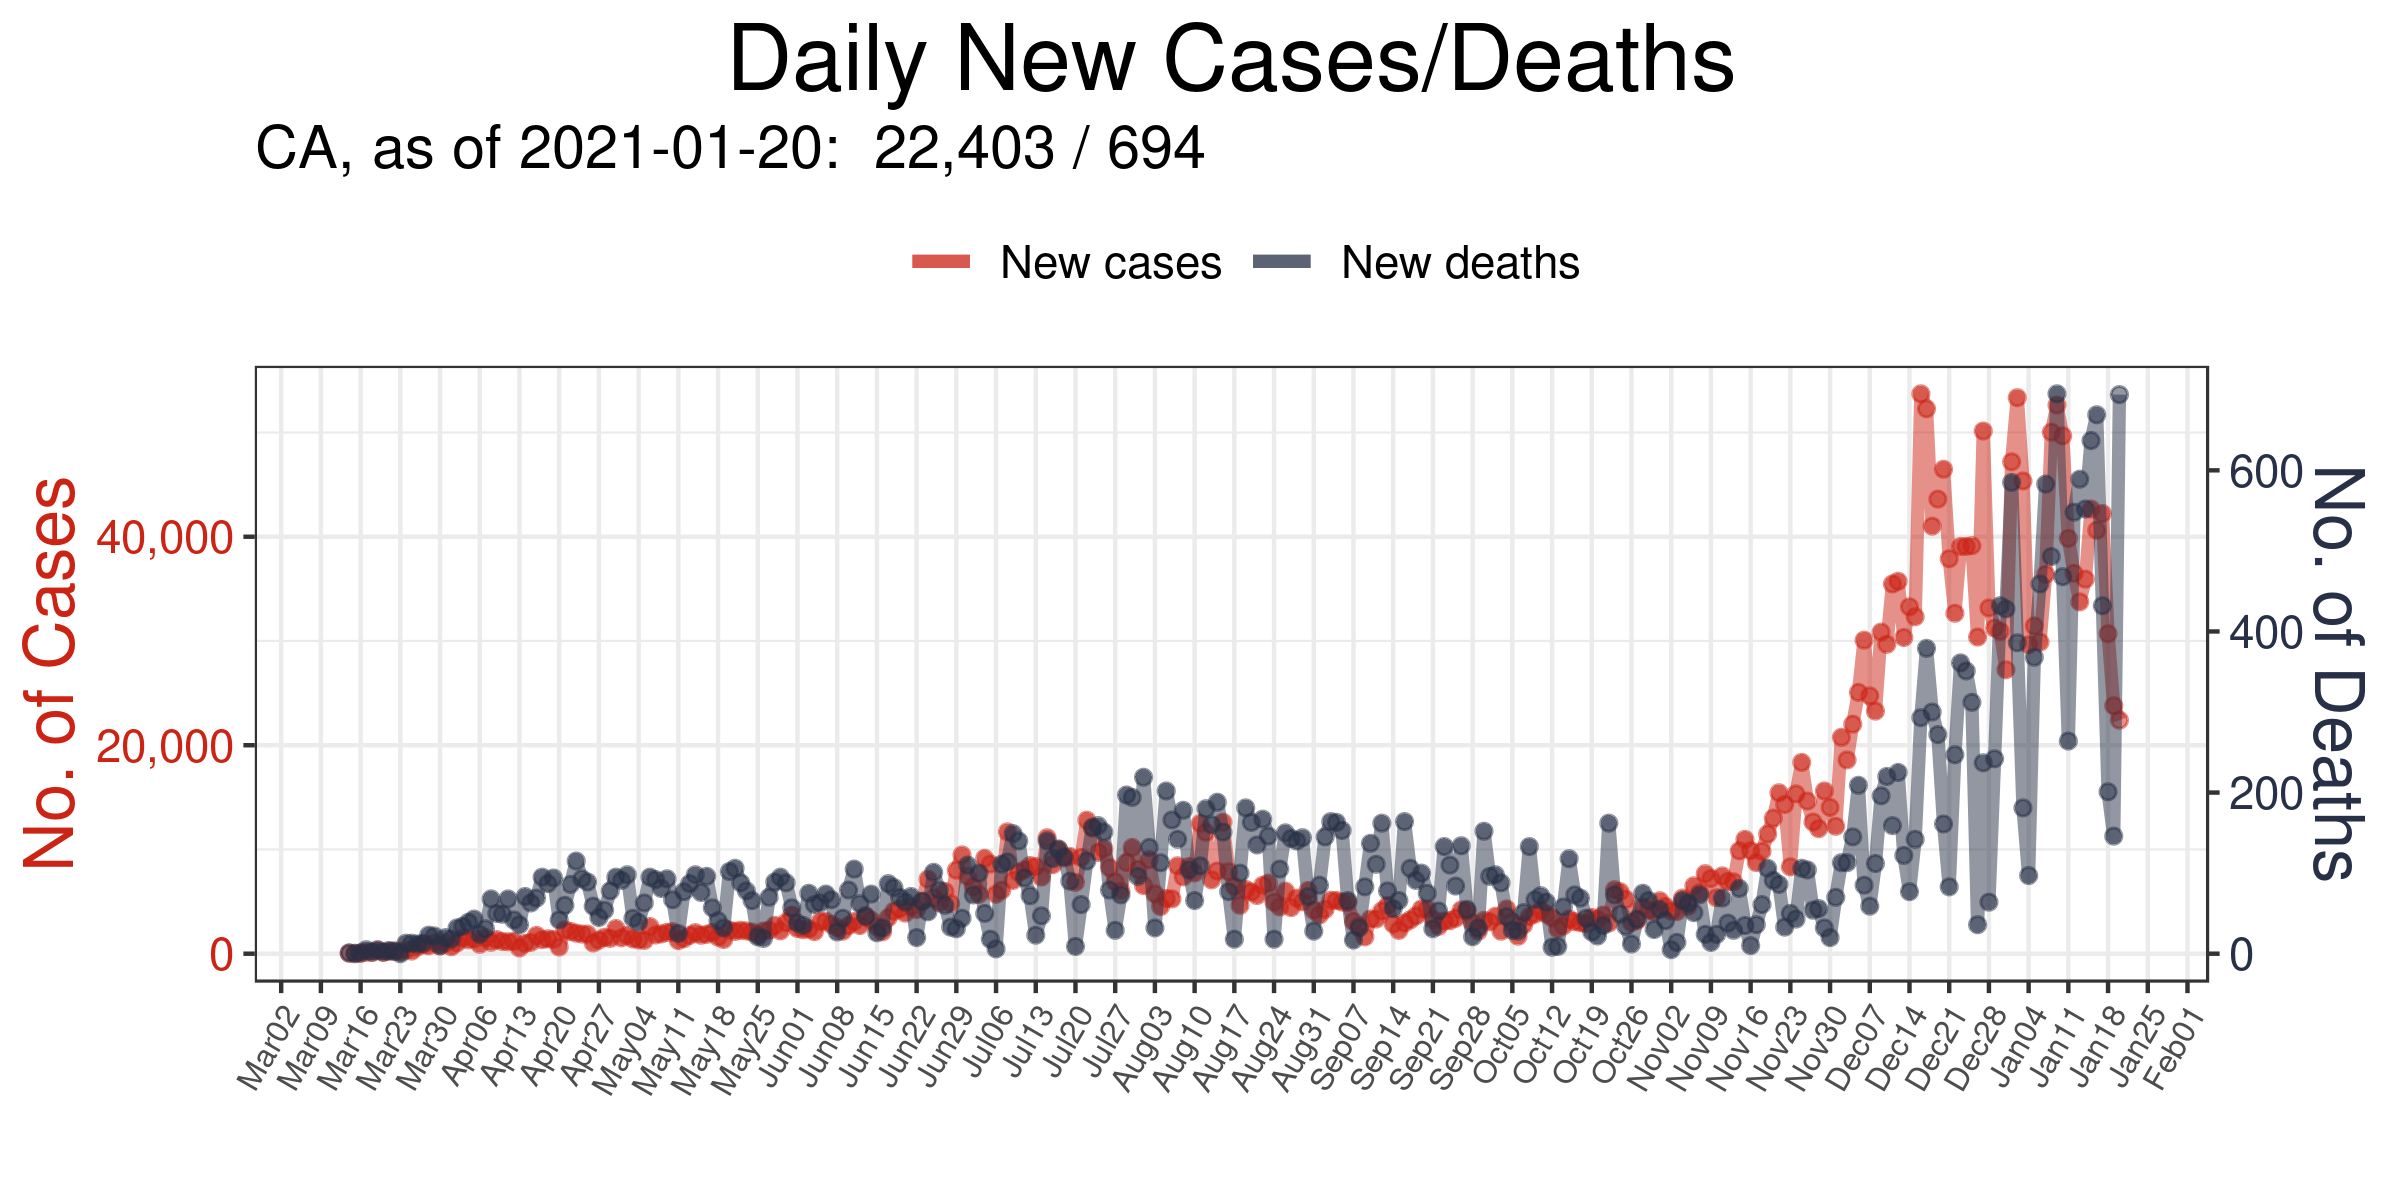 Daily New Cases/Deaths
CA, as of 2021-01-20:  22,403 / 694
New cases
New deaths
No. of Cases
40,000
20,000
0
600
400
200
0
No. of Deaths
Mar02
Mar09
Mar16
Mar23
Mar30
Apr06
Apr13
Apr20
Apr27
May04
May11
May18
May25
Jun01
Jun08
Jun15
Jun22
Jun29
Jul06
Jul13
Jul20
Jul27
Aug03
Aug10
Aug17
Aug24
Aug31
Sep07
Sep14
Sep21
Sep28
Oct05
Oct12
Oct19
Oct26
Nov02
Nov09
Nov16
Nov23
Nov30
Dec07
Dec14
Dec21
Dec28
Jan04
Jan11
Jan18
Jan25
Feb01